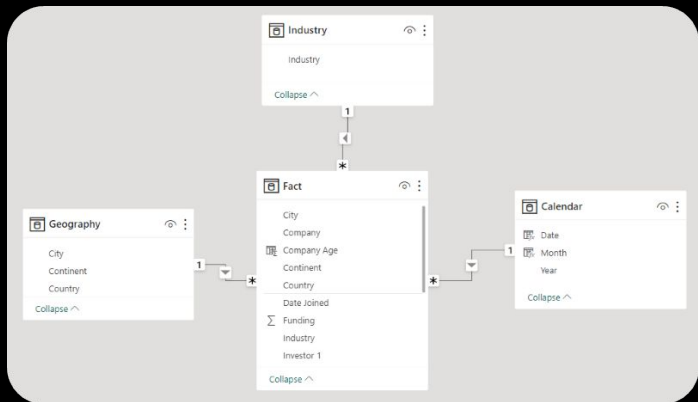 Industry
Industry
Collapse
1
*
Fact
City
Company
Company Age
Continent
Country
Date Joined
Σ Funding
Industry
Investor 1
Collapse
Geography
City
Continent
Country
Collapse
1
*
Calendar
Date
Month
Year
Collapse
1
*